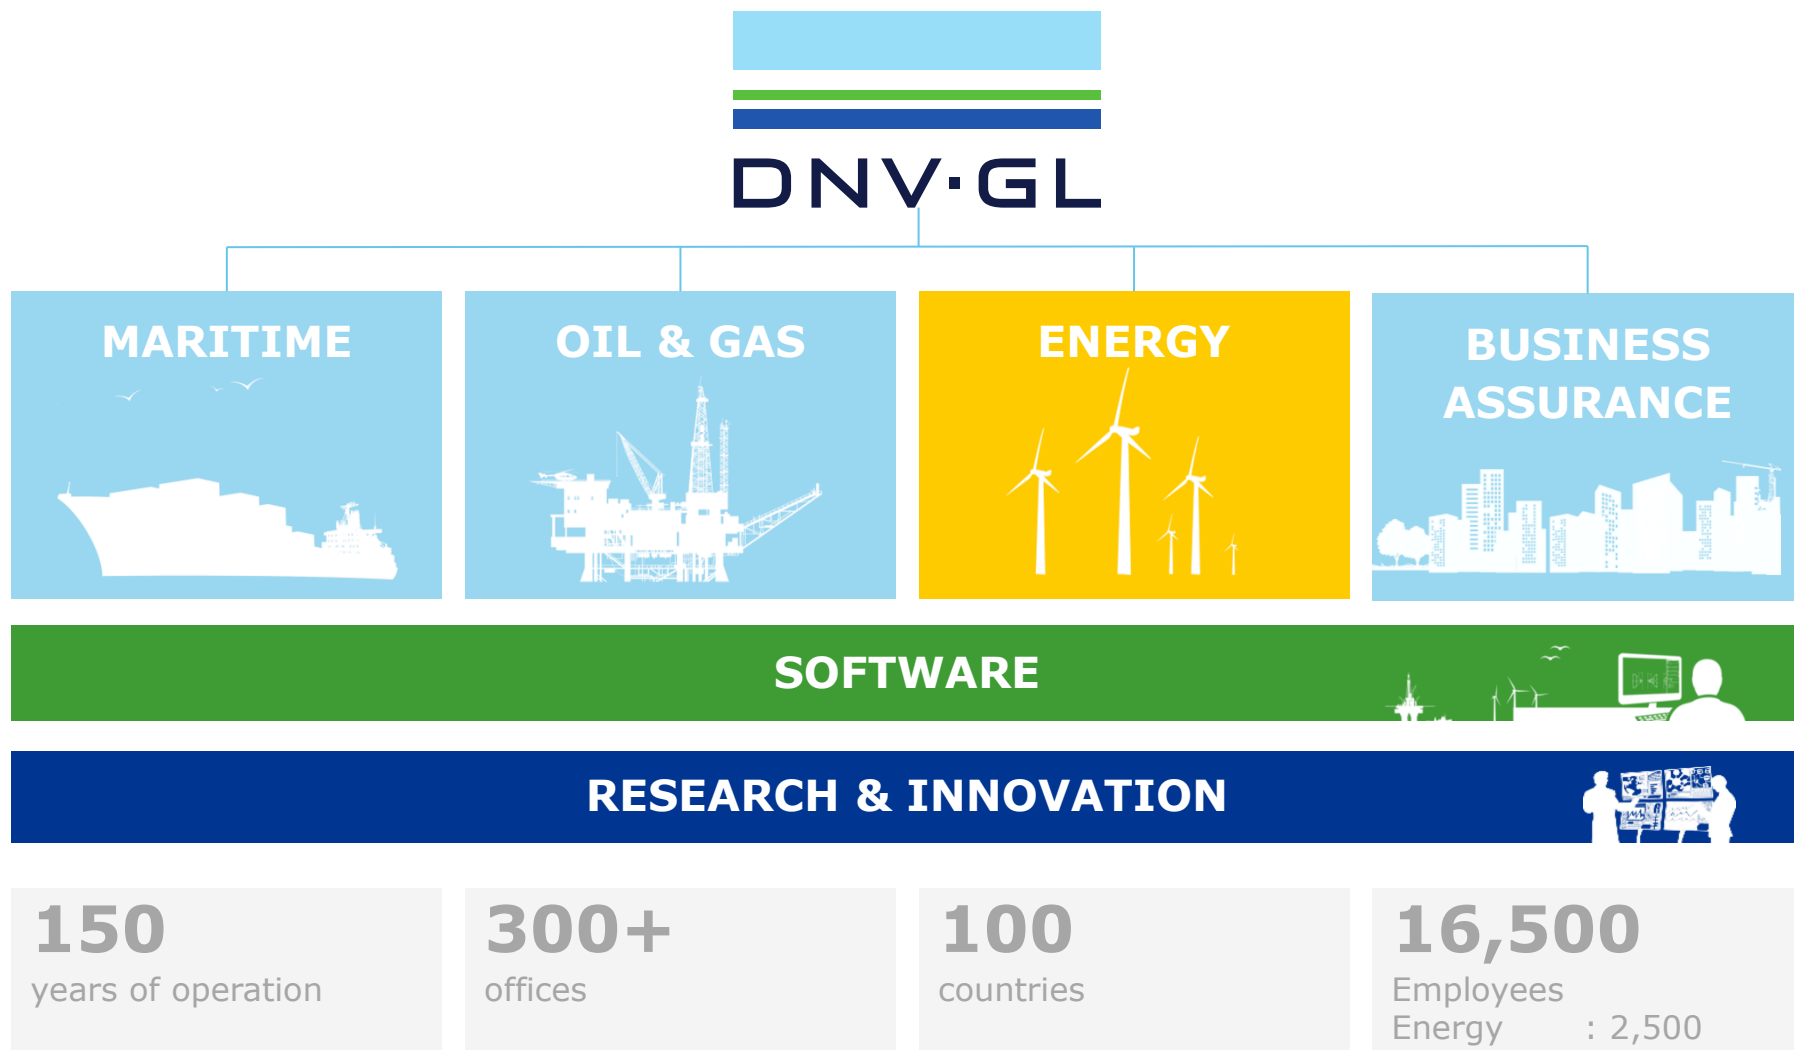 DNV·GL
MARITIME
OIL & GAS
ENERGY
BUSINESS
ASSURANCE
SOFTWARE
RESEARCH & INNOVATION
150
years of operation
300+
offices
100
countries
16,500
Employees
Energy : 2,500